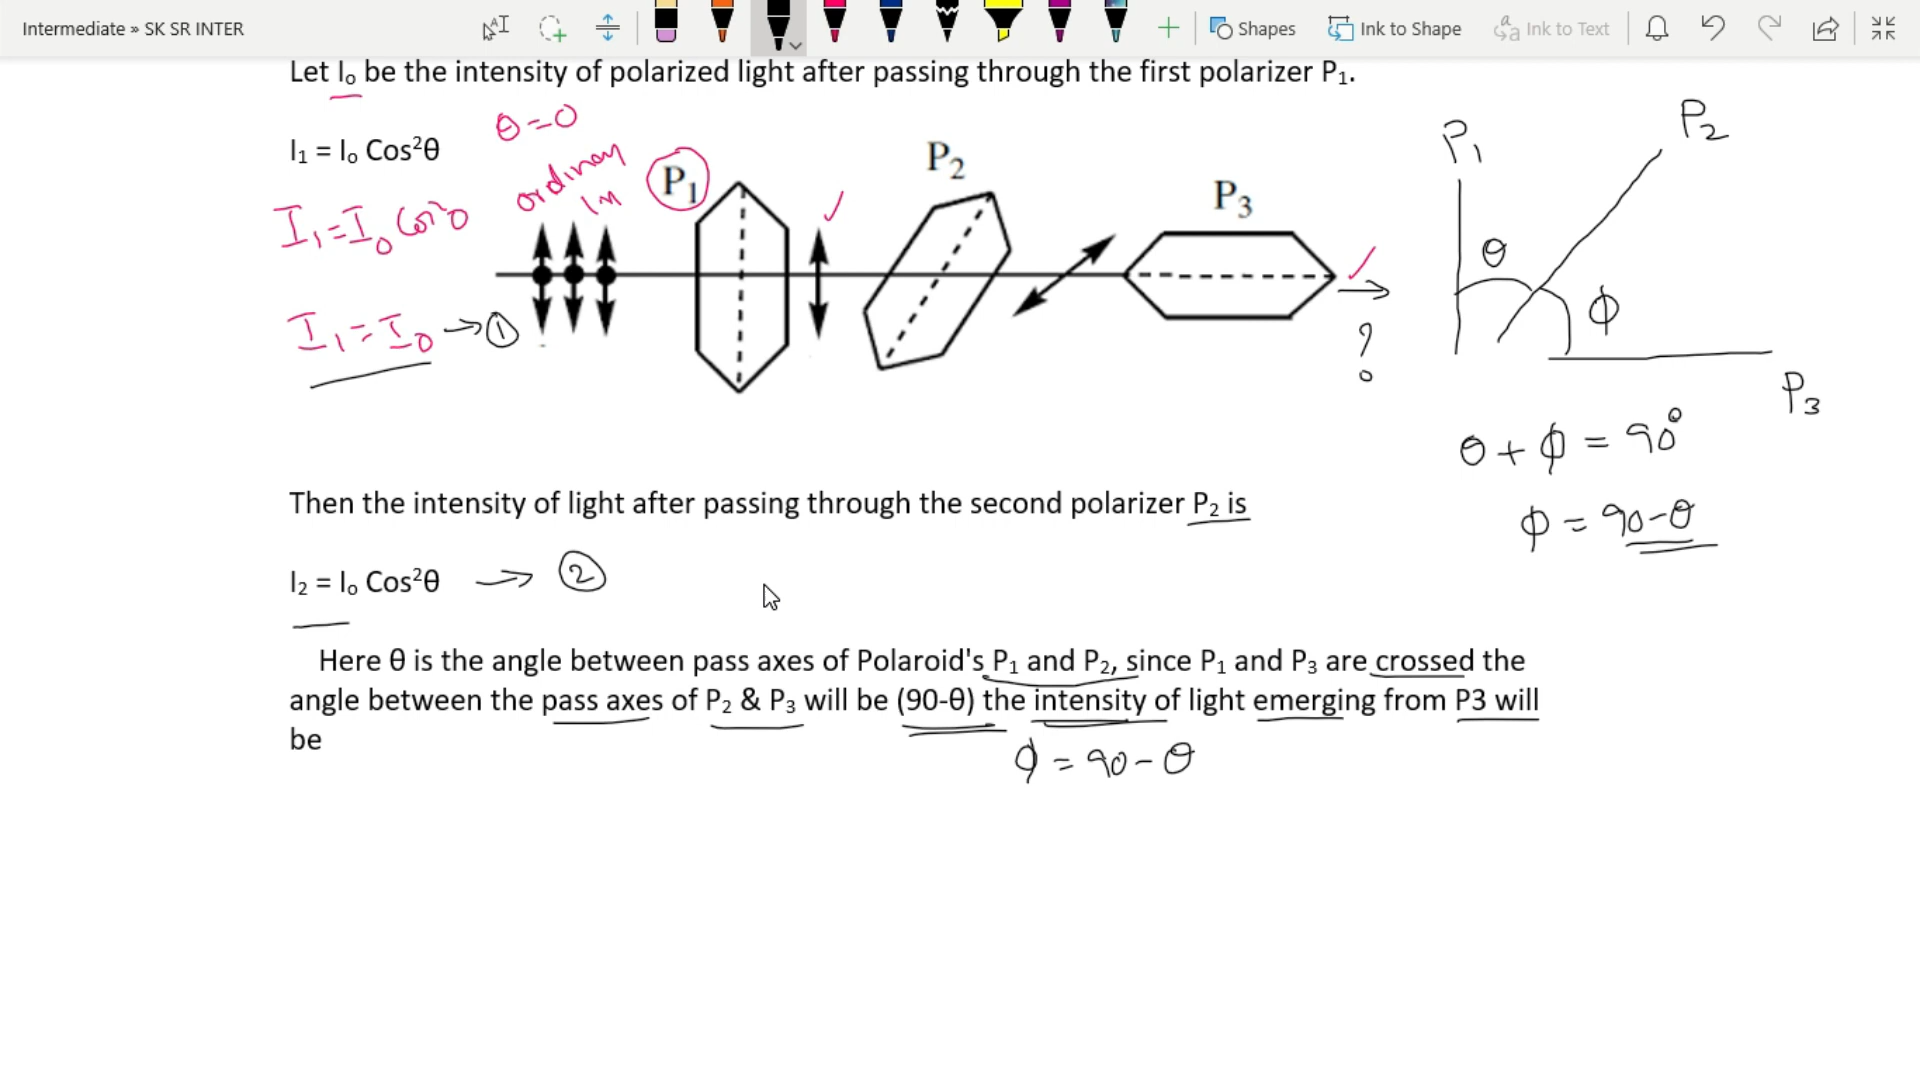 Intermediate » SK SR INTER
Shapes
Ink to Shape
Ink to Text
Let Iₒ be the intensity of polarized light after passing through the first polarizer P₁.
θ=0
I₁ = Iₒ Cos²θ
ordinary
P₁
P₂
P₃
I₁=I₀ Cos²0
I₁=I₀ → ①
?
P₁
P₂
θ
ϕ
P₃
θ + ϕ = 90°
ϕ = 90-θ
Then the intensity of light after passing through the second polarizer P₂ is
I₂ = Iₒ Cos²θ → ②
Here θ is the angle between pass axes of Polaroid's P₁ and P₂, since P₁ and P₃ are crossed the
angle between the pass axes of P₂ & P₃ will be (90-θ) the intensity of light emerging from P3 will
be
ϕ = 90 - θ